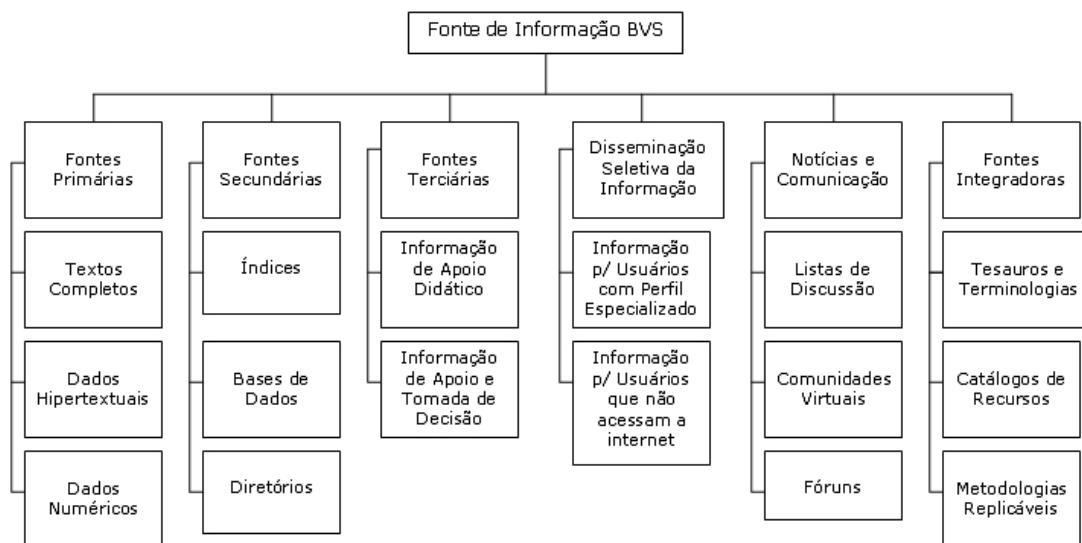 Fonte de Informação BVS
Fontes
Primárias
Textos
Completos
Dados
Hipertextuais
Dados
Numéricos
Fontes
Secundárias
Índices
Bases de
Dados
Diretórios
Fontes
Terciárias
Informação
de Apoio
Didático
Informação
de Apoio e
Tomada de
Decisão
Disseminação
Seletiva da
Informação
Informação
p/ Usuários
com Perfil
Especializado
Informação
p/ Usuários
que não
acessam a
internet
Notícias e
Comunicação
Listas de
Discussão
Comunidades
Virtuais
Fóruns
Fontes
Integradoras
Tesauros e
Terminologias
Catálogos de
Recursos
Metodologias
Replicáveis